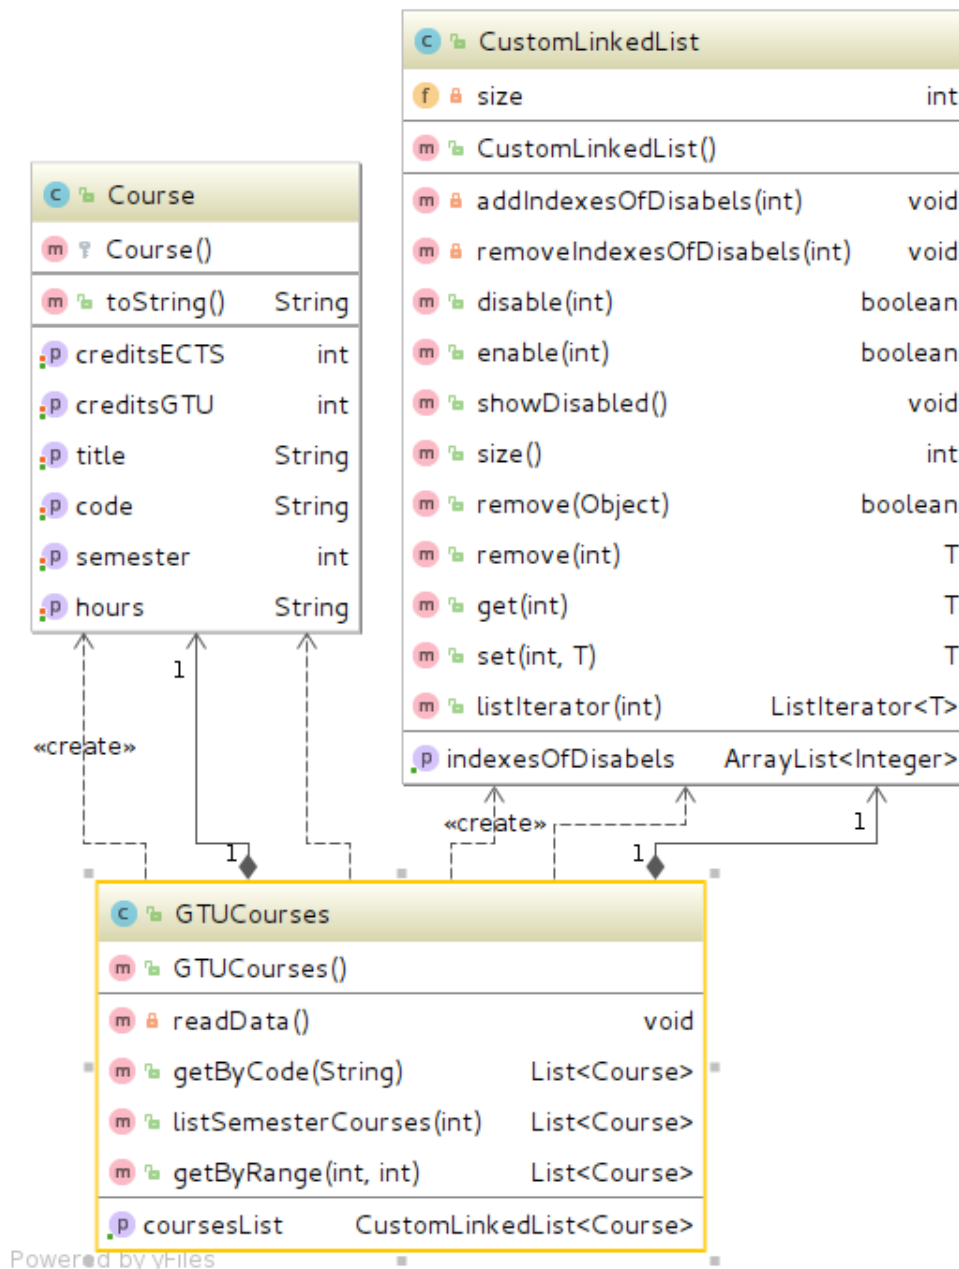 CustomLinkedList
size int
CustomLinkedList()
addIndexesOfDisabels(int) void
removeIndexesOfDisabels(int) void
disable(int) boolean
enable(int) boolean
showDisabled() void
size() int
remove(Object) boolean
remove(int) T
get(int) T
set(int, T) T
listIterator(int) ListIterator<T>
indexesOfDisabels ArrayList<Integer>
Course
Course()
toString() String
creditsECTS int
creditsGTU int
title String
code String
semester int
hours String
1
«create»
1
«create»
1
1
GTUCourses
GTUCourses()
readData() void
getByCode(String) List<Course>
listSemesterCourses(int) List<Course>
getByRange(int, int) List<Course>
coursesList CustomLinkedList<Course>
Powered by yFiles